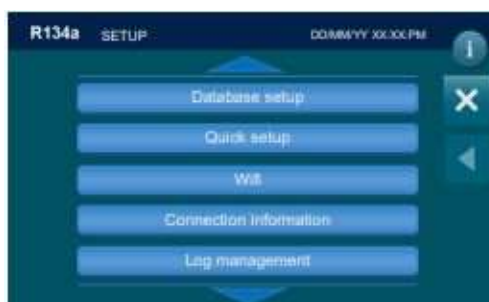 R134a SETUP DD/MM/YY XX:XX PM
Database setup
Quick setup
Wifi
Connection information
Log management